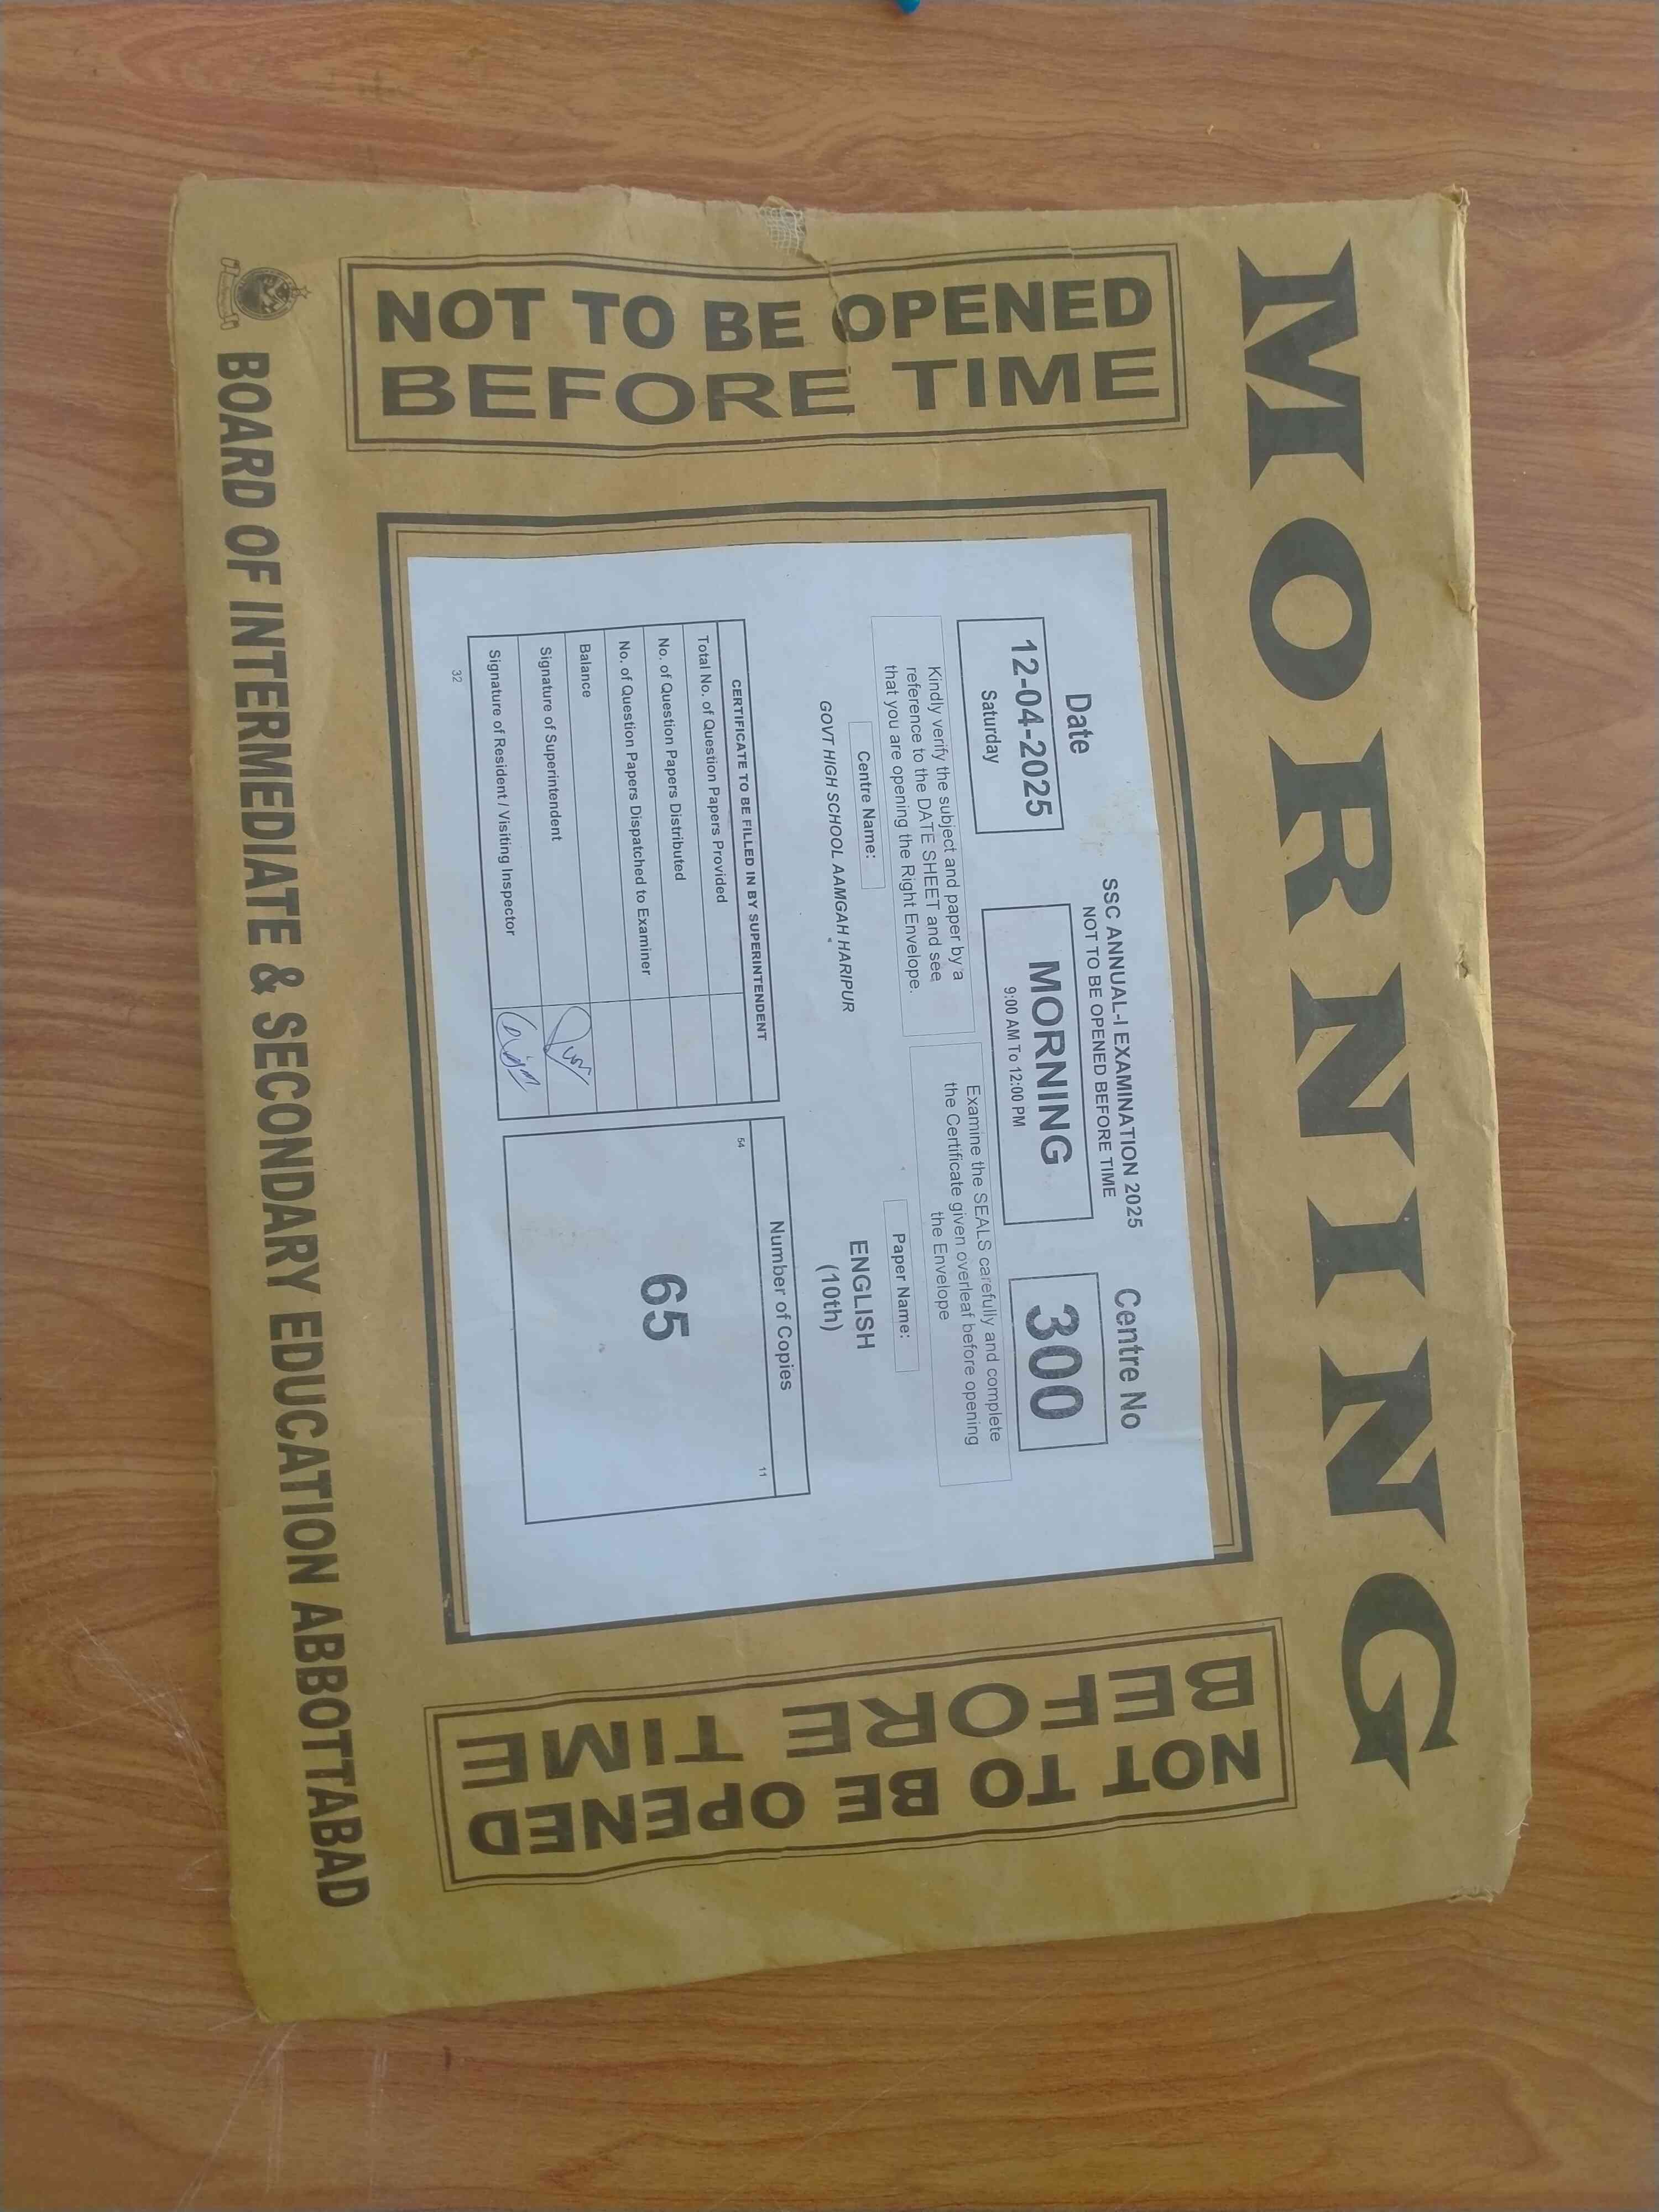 MORNING
NOT TO BE OPENED
BEFORE TIME
SSC ANNUAL-I EXAMINATION 2025
NOT TO BE OPENED BEFORE TIME
Date
12-04-2025
Saturday
MORNING
9:00 AM To 12:00 PM
Centre No
300
Kindly verify the subject and paper by a
reference to the DATE SHEET and see
that you are opening the Right Envelope.
Examine the SEALS carefully and complete
the Certificate given overleaf before opening
the Envelope
Centre Name:
GOVT HIGH SCHOOL AAMGAH HARIPUR
Paper Name:
ENGLISH
(10th)
CERTIFICATE TO BE FILLED IN BY SUPERINTENDENT
Total No. of Question Papers Provided
No. of Question Papers Distributed
No. of Question Papers Dispatched to Examiner
Balance
Signature of Superintendent
Signature of Resident / Visiting Inspector
32
Number of Copies
54
11
65
NOT TO BE OPENED
BEFORE TIME
BOARD OF INTERMEDIATE & SECONDARY EDUCATION ABBOTTABAD